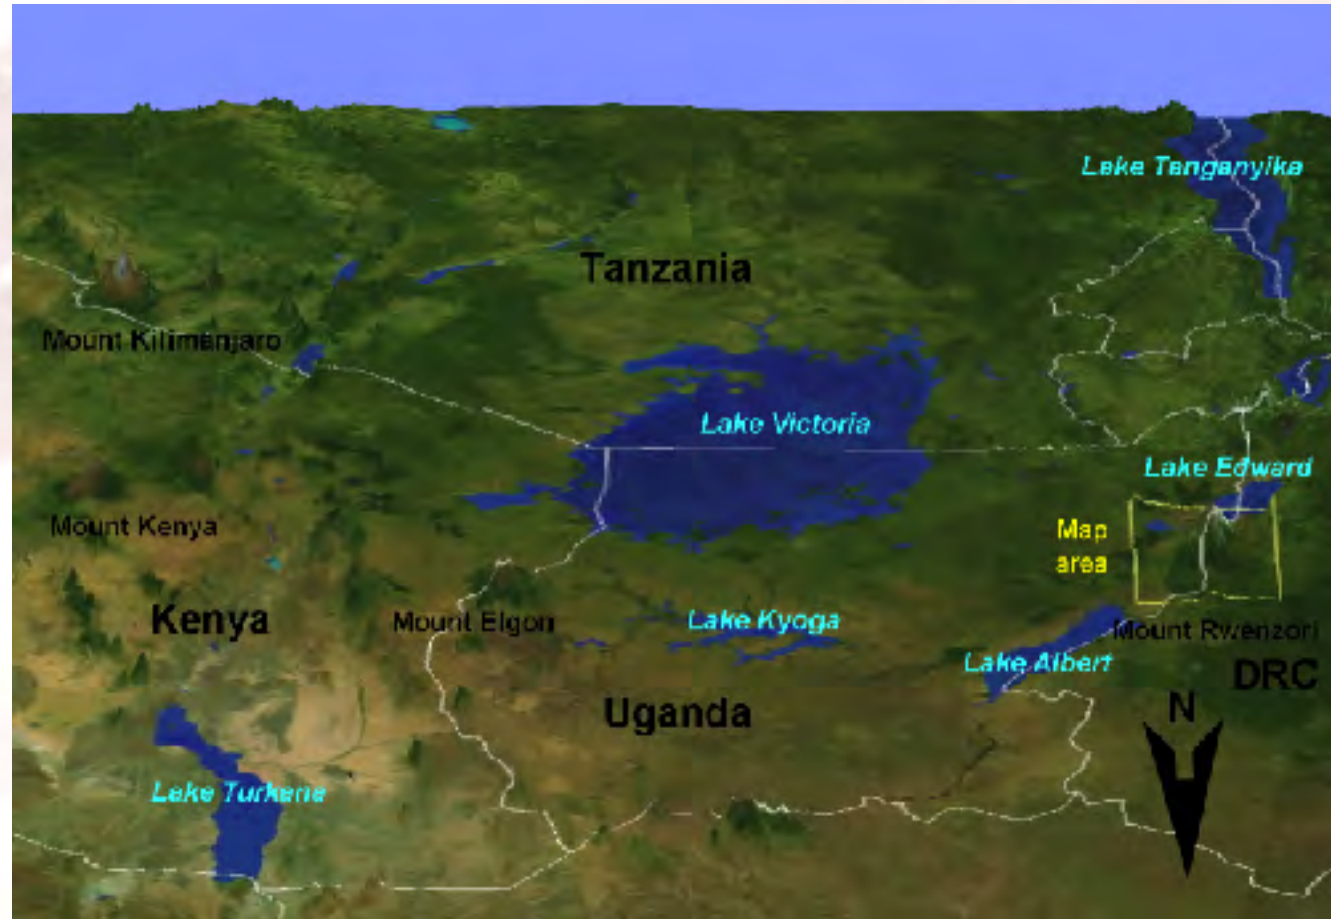 Lake Tanganyika
Tanzania
Mount Kilimanjaro
Lake Victoria
Lake Edward
Mount Kenya
Map
area
Kenya
Mount Elgon
Lake Kyoga
Mount Rwenzori
Lake Albert
DRC
Uganda
N
Lake Turkana